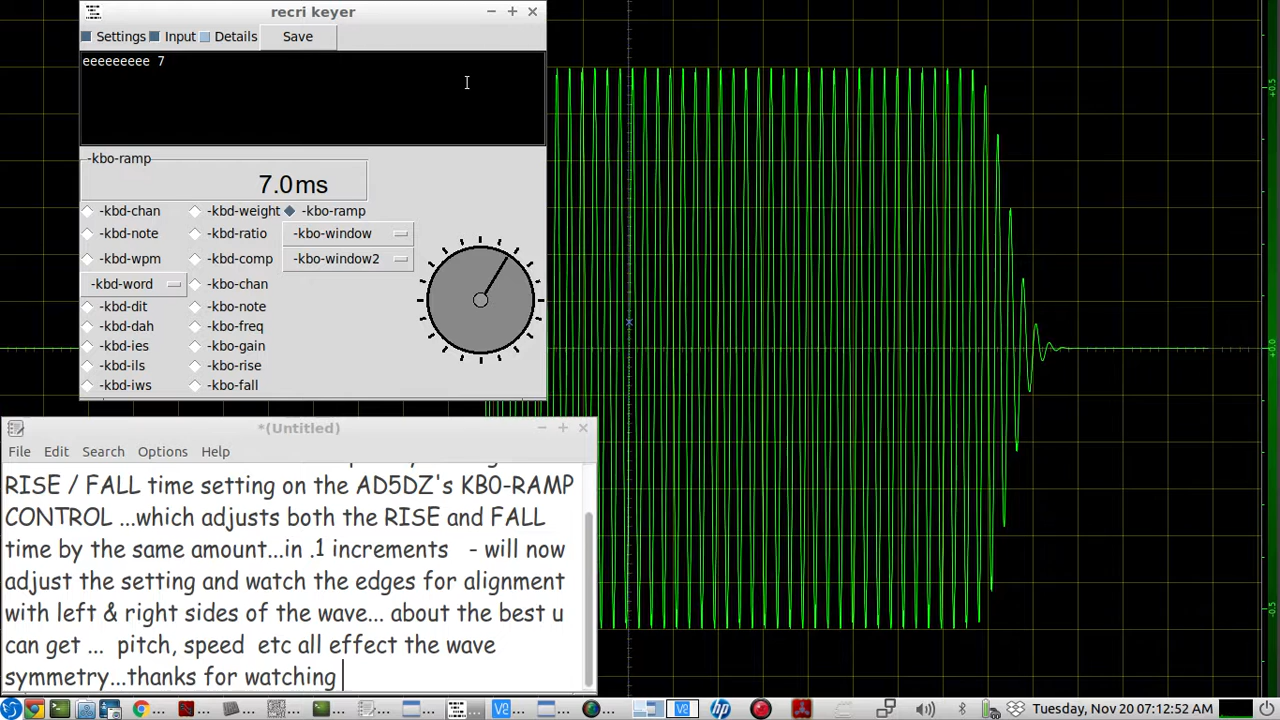 recri keyer
Settings Input Details Save
eeeeeeeee 7
-kbo-ramp
7.0ms
-kbd-chan -kbd-weight -kbo-ramp
-kbd-note -kbd-ratio -kbo-window
-kbd-wpm -kbd-comp -kbo-window2
-kbd-word -kbo-chan
-kbd-dit -kbo-note
-kbd-dah -kbo-freq
-kbd-ies -kbo-gain
-kbd-ils -kbo-rise
-kbd-iws -kbo-fall
+0.5
+0.0
-0.5
*(Untitled)
File Edit Search Options Help
RISE / FALL time setting on the AD5DZ's KB0-RAMP
CONTROL ...which adjusts both the RISE and FALL
time by the same amount...in .1 increments - will now
adjust the setting and watch the edges for alignment
with left & right sides of the wave... about the best u
can get ... pitch, speed etc all effect the wave
symmetry...thanks for watching
Tuesday, Nov 20 07:12:52 AM